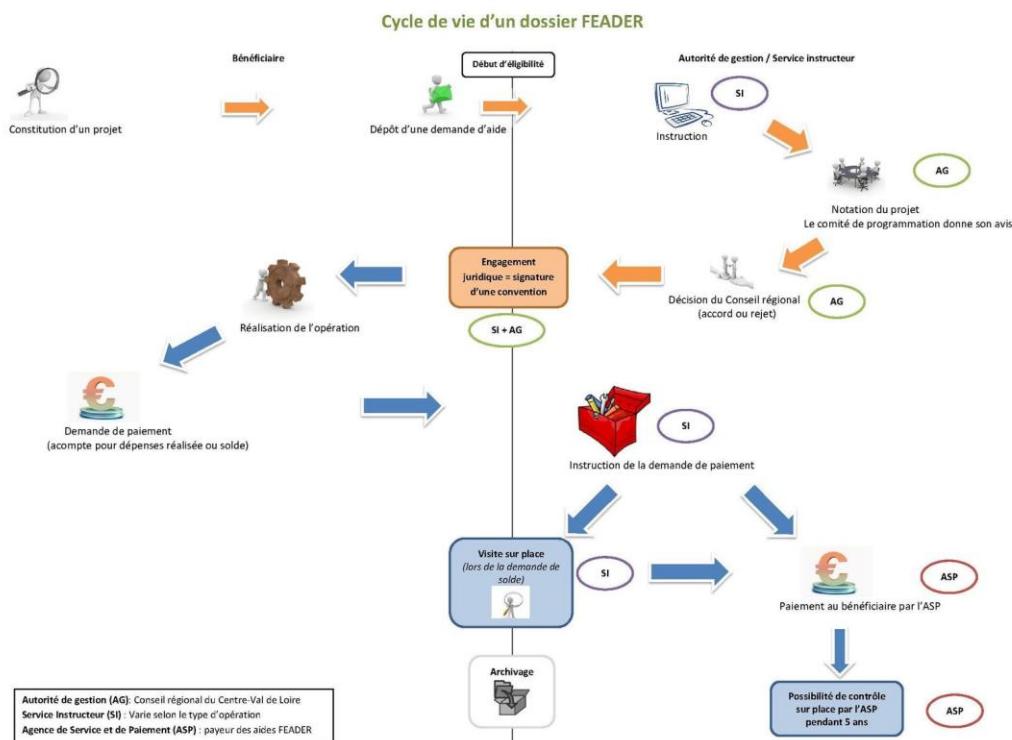 Cycle de vie d'un dossier FEADER
Bénéficiaire
Début d'éligibilité
Autorité de gestion / Service instructeur
Constitution d'un projet
Dépôt d'une demande d'aide
SI
Instruction
AG
Notation du projet
Le comité de programmation donne son avis
Engagement
juridique = signature
d'une convention
Décision du Conseil régional
(accord ou rejet)
AG
Réalisation de l'opération
SI + AG
Demande de paiement
(acompte pour dépenses réalisée ou solde)
SI
Instruction de la demande de paiement
Visite sur place
(lors de la demande de
solde)
SI
ASP
Paiement au bénéficiaire par l'ASP
Archivage
Possibilité de contrôle
sur place par l'ASP
pendant 5 ans
ASP
Autorité de gestion (AG): Conseil régional du Centre-Val de Loire
Service Instructeur (SI) : Varie selon le type d'opération
Agence de Service et de Paiement (ASP) : payeur des aides FEADER